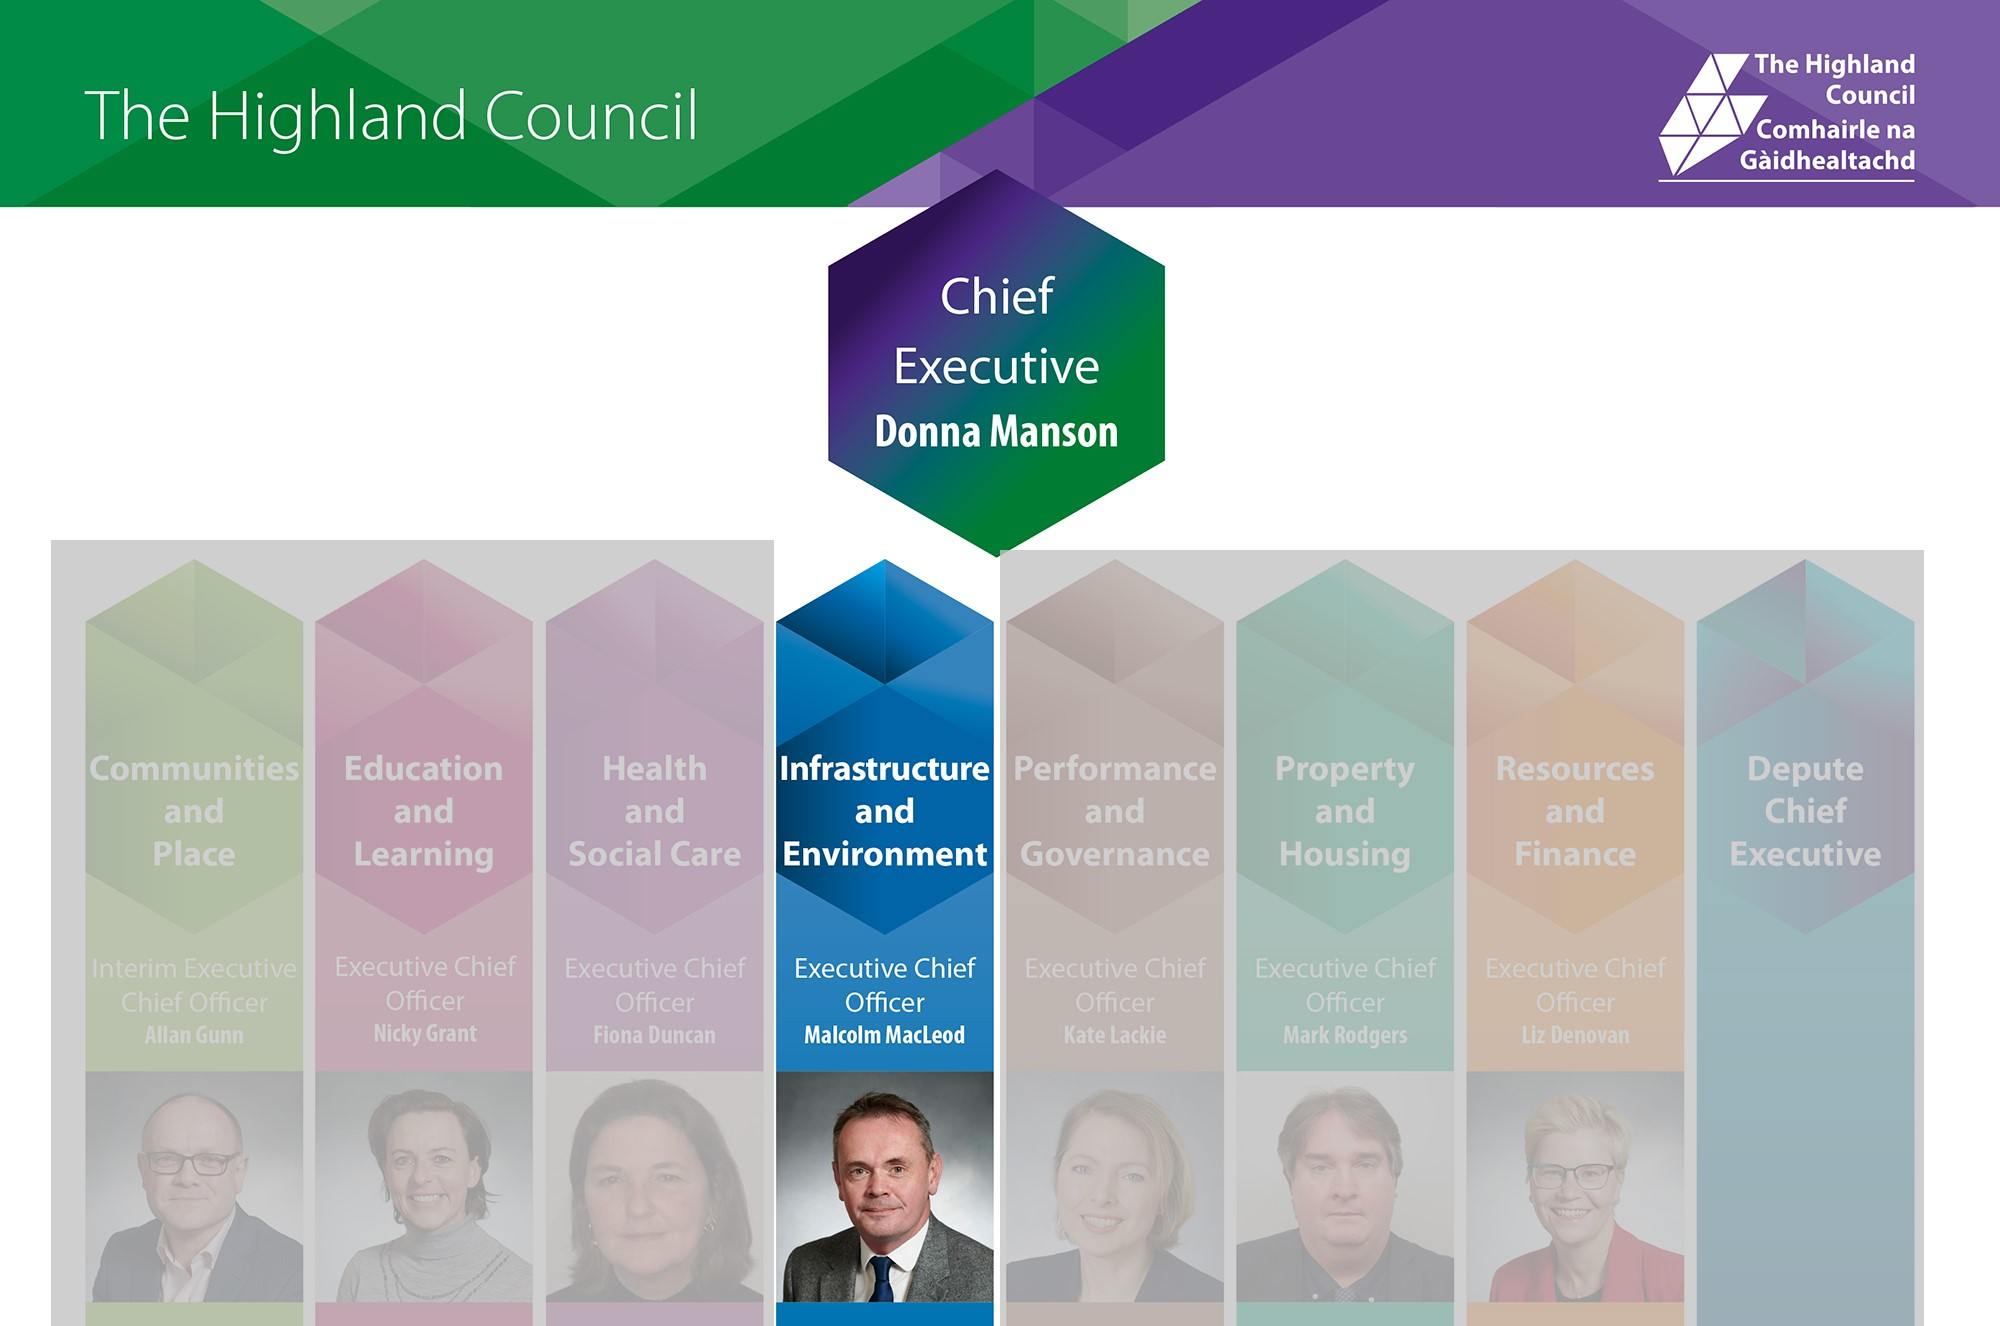 The Highland Council
The Highland
Council
Comhairle na
Gàidhealtachd
Chief
Executive
Donna Manson
Communities
and
Place
Interim Executive
Chief Officer
Allan Gunn
Education
and
Learning
Executive Chief
Officer
Nicky Grant
Health
and
Social Care
Executive Chief
Officer
Fiona Duncan
Infrastructure
and
Environment
Executive Chief
Officer
Malcolm MacLeod
Performance
and
Governance
Executive Chief
Officer
Kate Lackie
Property
and
Housing
Executive Chief
Officer
Mark Rodgers
Resources
and
Finance
Executive Chief
Officer
Liz Denovan
Depute
Chief
Executive